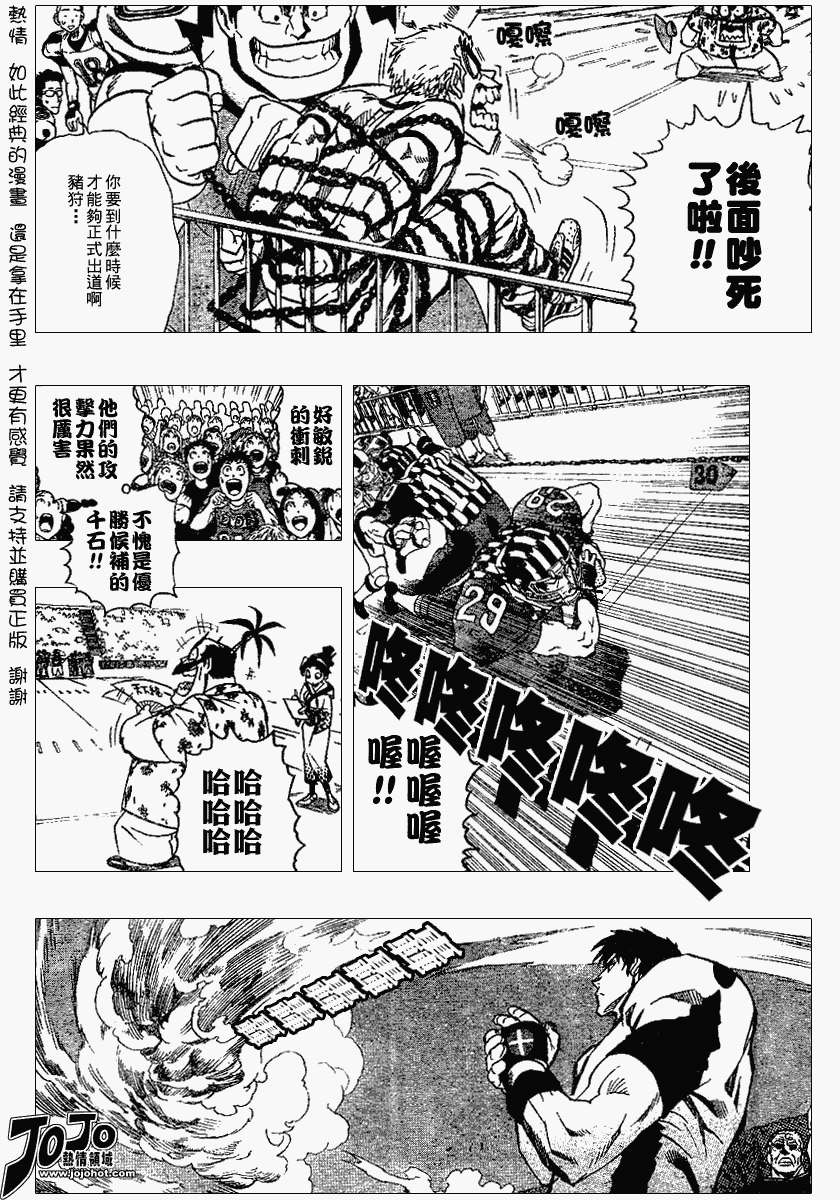 熱情 如此經典的漫畫 還是拿在手里 才更有感覺 請支持並購買正版 謝謝
嘎嚓
嘎嚓
後面吵死
了啦!!
你要到什麼時候
才能夠正式出道啊
豬狩…
30
29
咚咚咚咚咚
喔喔喔
喔!!
好敏銳
的衝刺
他們的攻
擊力果然
很厲害
不愧是優
勝候補的
千石!!
哈哈哈
哈哈哈
JOJO
熱情領域
www.jojohot.com